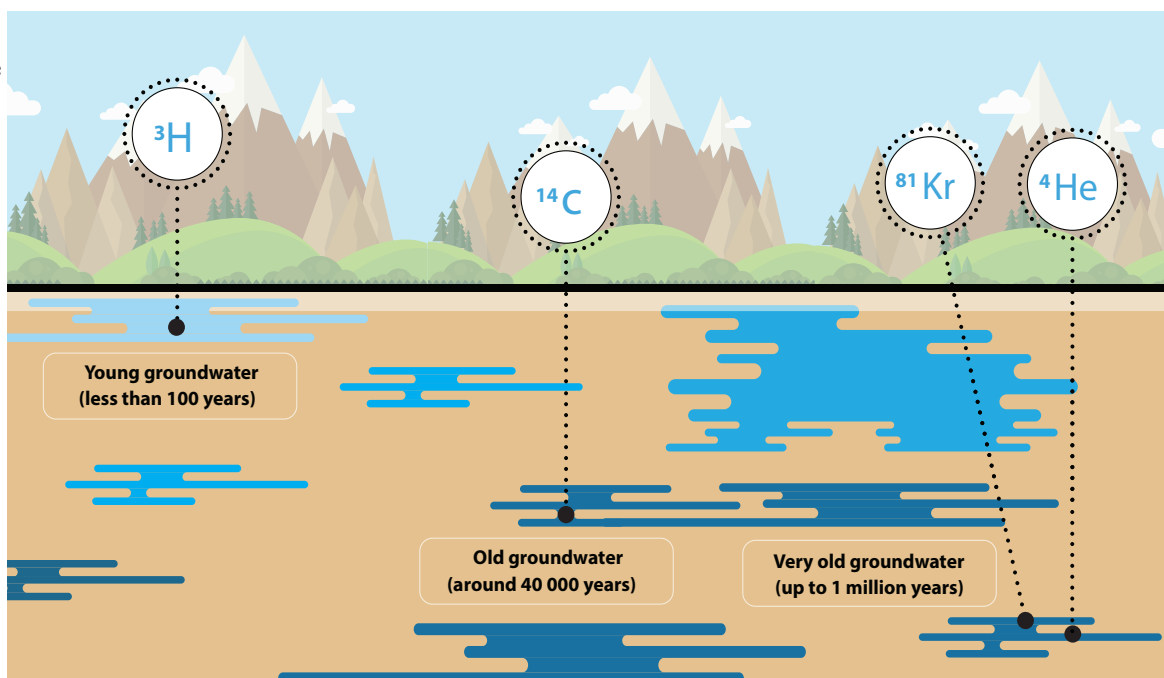 ³H
¹⁴C
⁸¹Kr
⁴He
Young groundwater
(less than 100 years)
Old groundwater
(around 40 000 years)
Very old groundwater
(up to 1 million years)